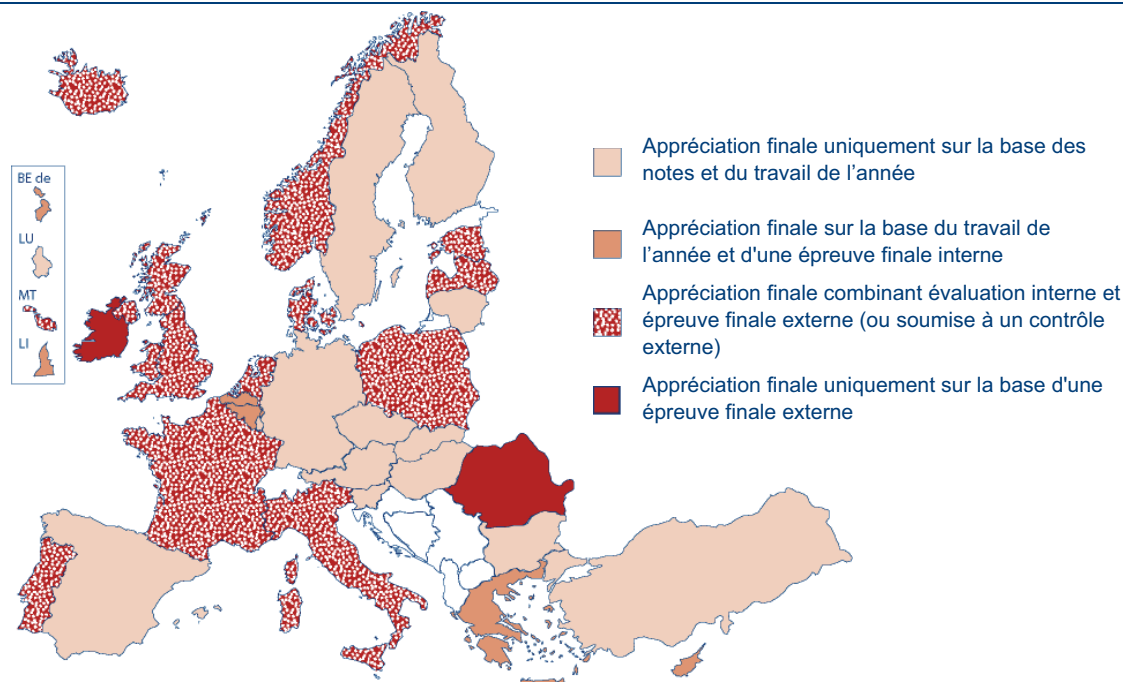 BE de
LU
MT
LI
Appréciation finale uniquement sur la base des
notes et du travail de l’année
Appréciation finale sur la base du travail de
l’année et d'une épreuve finale interne
Appréciation finale combinant évaluation interne et
épreuve finale externe (ou soumise à un contrôle
externe)
Appréciation finale uniquement sur la base d'une
épreuve finale externe